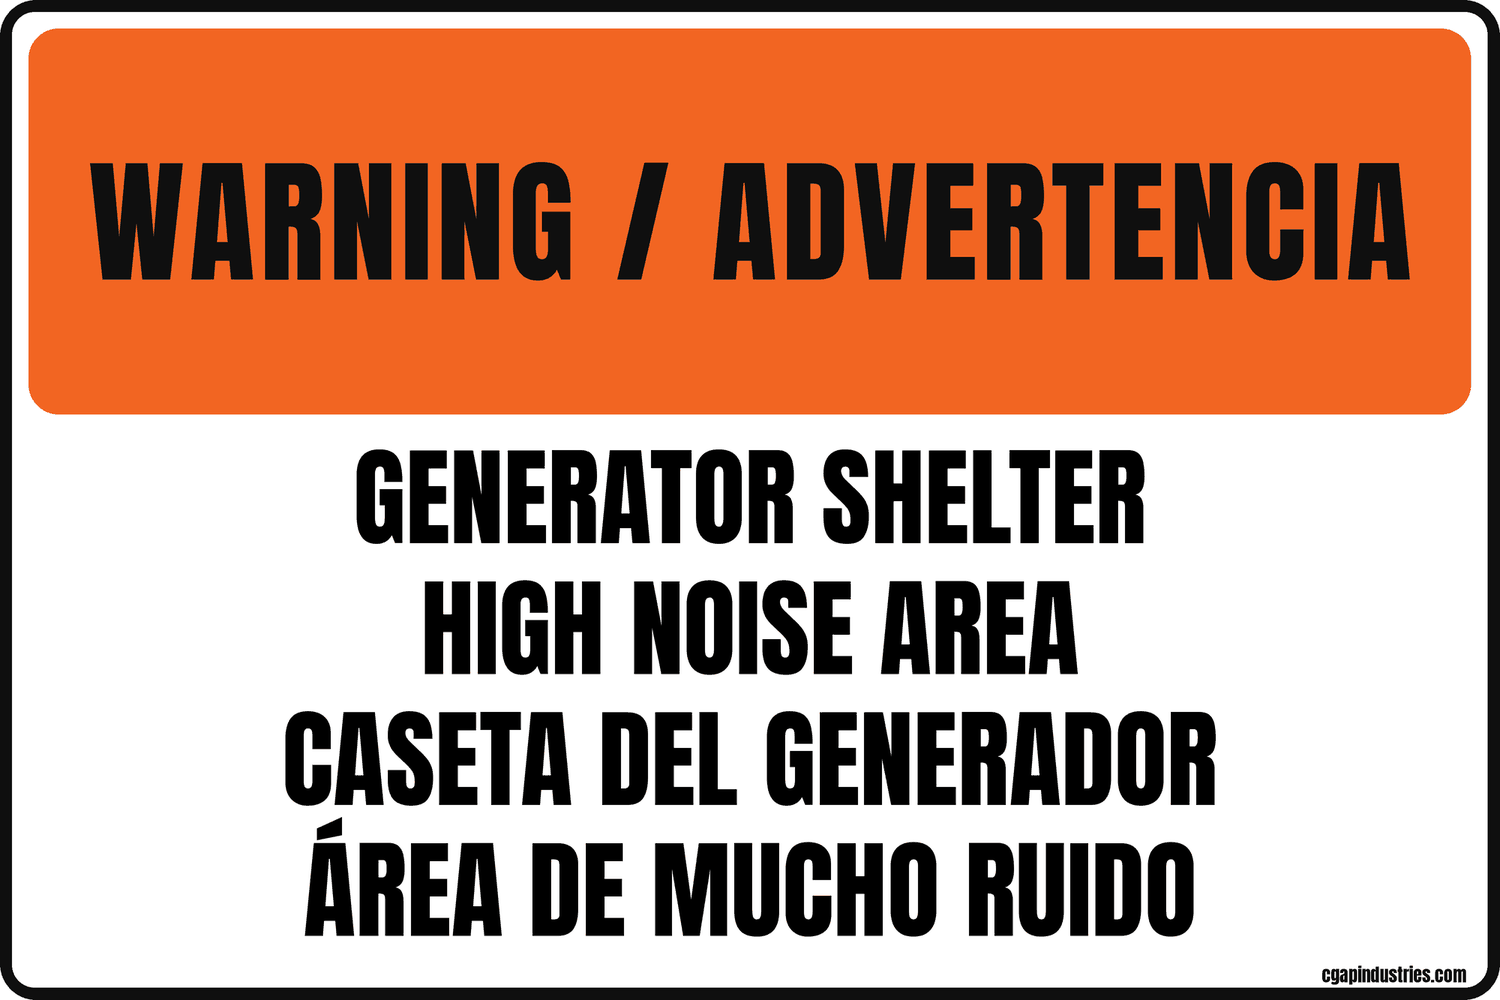 WARNING / ADVERTENCIA
GENERATOR SHELTER
HIGH NOISE AREA
CASETA DEL GENERADOR
ÁREA DE MUCHO RUIDO
cgapindustries.com